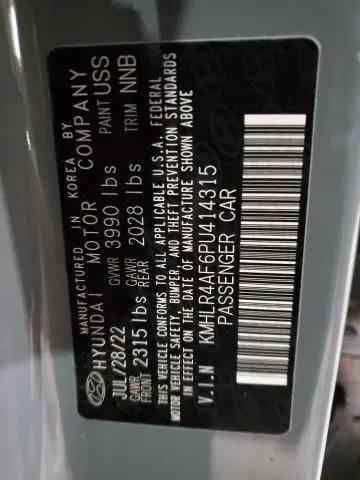 MANUFACTURED IN KOREA BY
HYUNDAI MOTOR COMPANY
JUL/28/22 GVWR 3990 lbs PAINT USS
GAWR FRONT 2315 lbs GAWR REAR 2028 lbs TRIM NNB
THIS VEHICLE CONFORMS TO ALL APPLICABLE U.S.A. FEDERAL
MOTOR VEHICLE SAFETY, BUMPER, AND THEFT PREVENTION STANDARDS
IN EFFECT ON THE DATE OF MANUFACTURE SHOWN ABOVE
V.I.N KMHLR4AF6PU414315
PASSENGER CAR